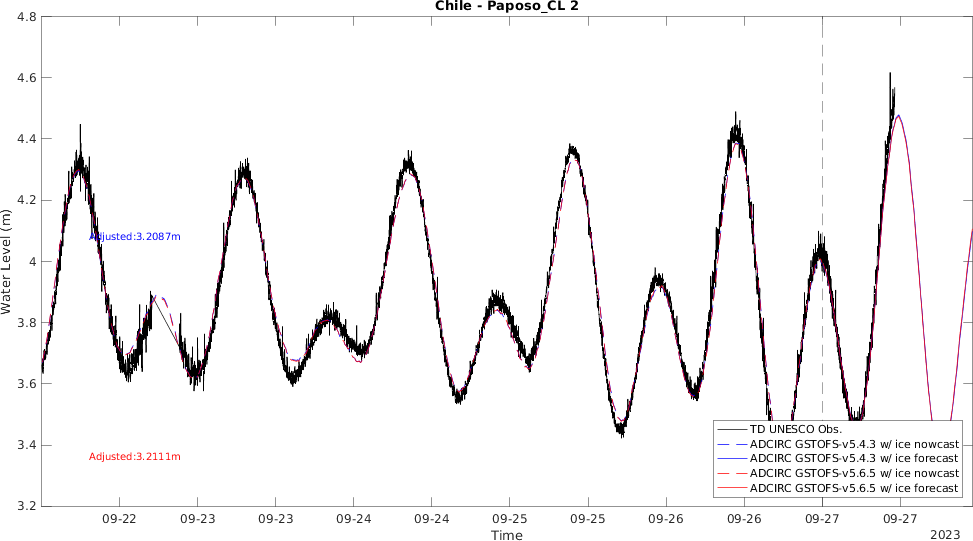 Chile - Paposo_CL 2
4.8
4.6
4.4
4.2
4
3.8
3.6
3.4
3.2
Water Level (m)
Adjusted:3.2087m
Adjusted:3.2111m
TD UNESCO Obs.
ADCIRC GSTOFS-v5.4.3 w/ ice nowcast
ADCIRC GSTOFS-v5.4.3 w/ ice forecast
ADCIRC GSTOFS-v5.6.5 w/ ice nowcast
ADCIRC GSTOFS-v5.6.5 w/ ice forecast
09-22 09-23 09-23 09-24 09-24 09-25 09-25 09-26 09-26 09-27 09-27
Time
2023